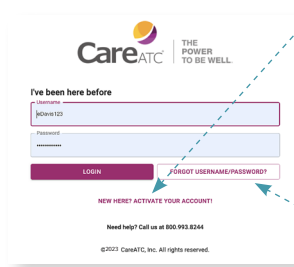 CareATC
THE
POWER
TO BE WELL.
I've been here before
Username
eDavis123
Password
••••••••••••
LOGIN
FORGOT USERNAME/PASSWORD?
NEW HERE? ACTIVATE YOUR ACCOUNT!
Need help? Call us at 800.993.8244
©2023 CareATC, Inc. All rights reserved.